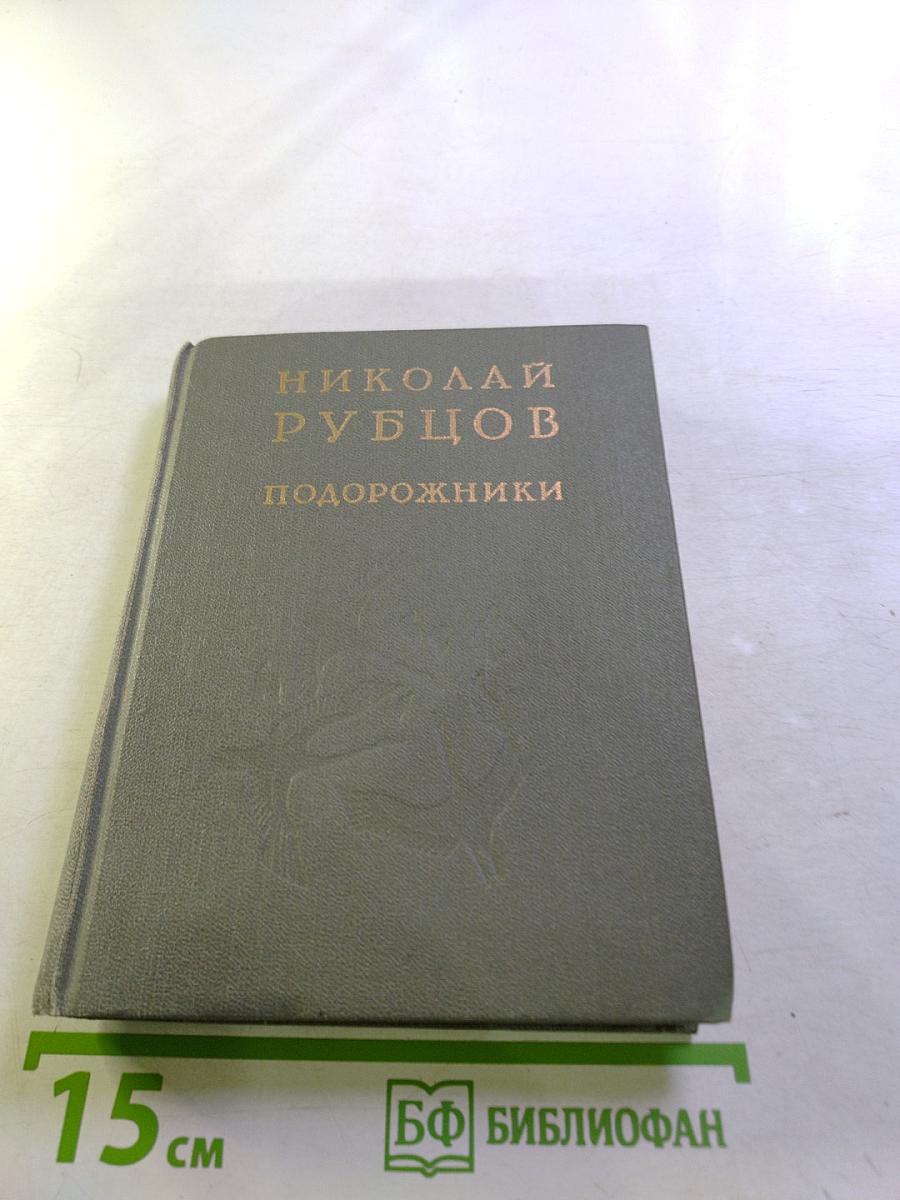 НИКОЛАЙ
РУБЦОВ
ПОДОРОЖНИКИ
15 см
БФ БИБЛИОФАН